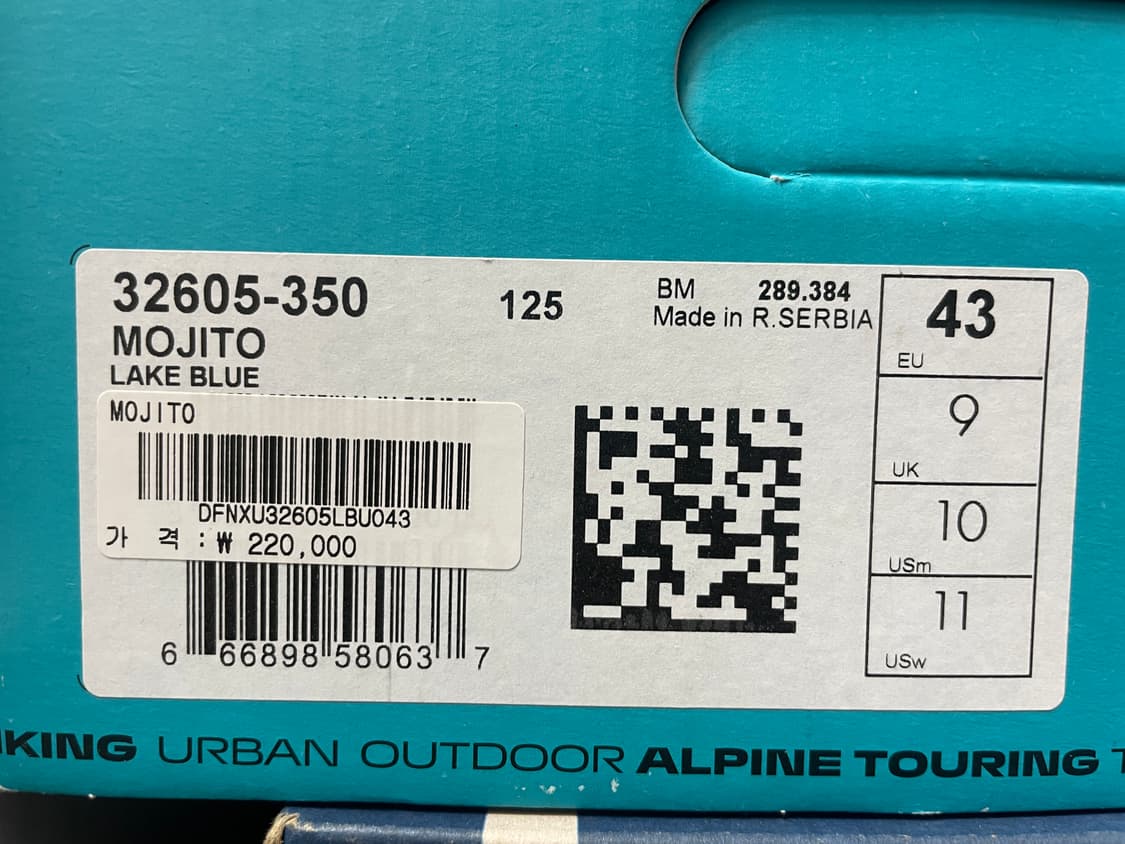 32605-350
MOJITO
LAKE BLUE
125
BM 289.384
Made in R.SERBIA
43
EU
9
UK
10
USm
11
USw
MOJITO
DFNXU32605LBU043
가 격 : ₩ 220,000
6 66898 58063 7
KING URBAN OUTDOOR ALPINE TOURING T